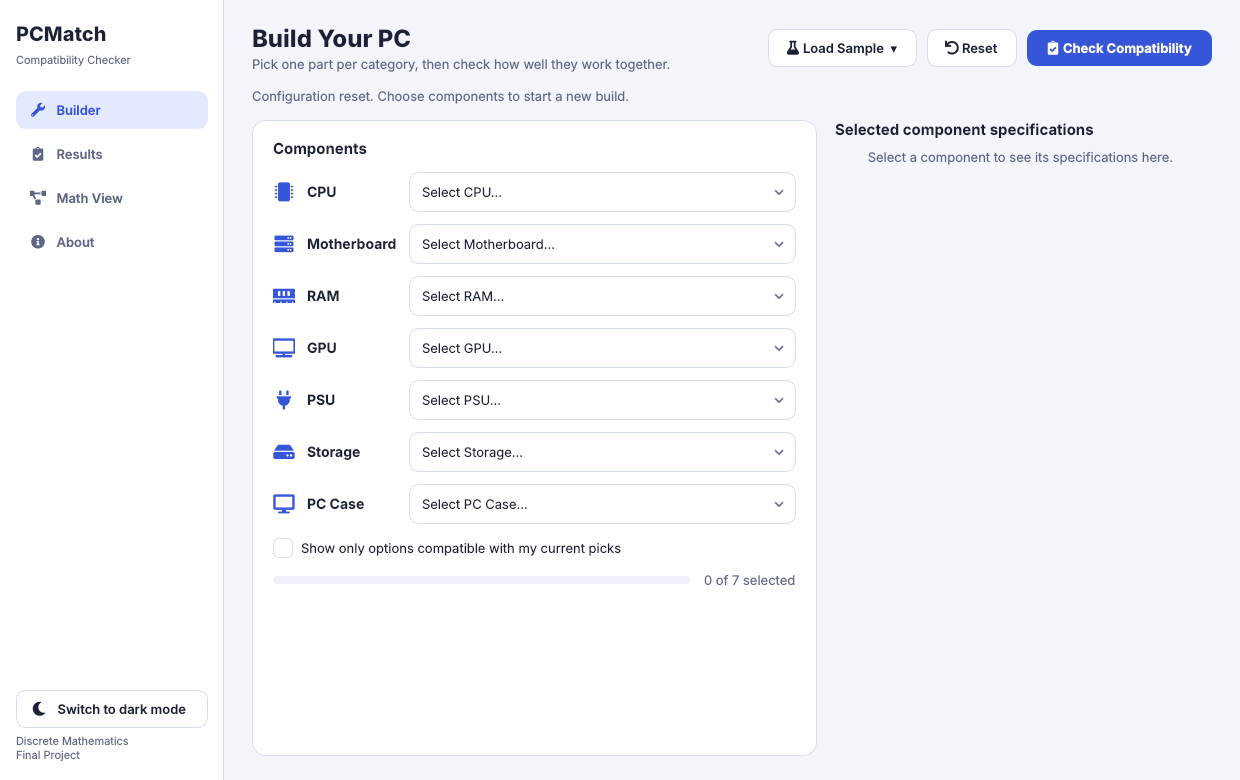 PCMatch
Compatibility Checker
Builder
Results
Math View
About
Switch to dark mode
Discrete Mathematics
Final Project
Build Your PC
Pick one part per category, then check how well they work together.
Load Sample ▾
Reset
Check Compatibility
Configuration reset. Choose components to start a new build.
Components
CPU
Select CPU...
Motherboard
Select Motherboard...
RAM
Select RAM...
GPU
Select GPU...
PSU
Select PSU...
Storage
Select Storage...
PC Case
Select PC Case...
Show only options compatible with my current picks
0 of 7 selected
Selected component specifications
Select a component to see its specifications here.